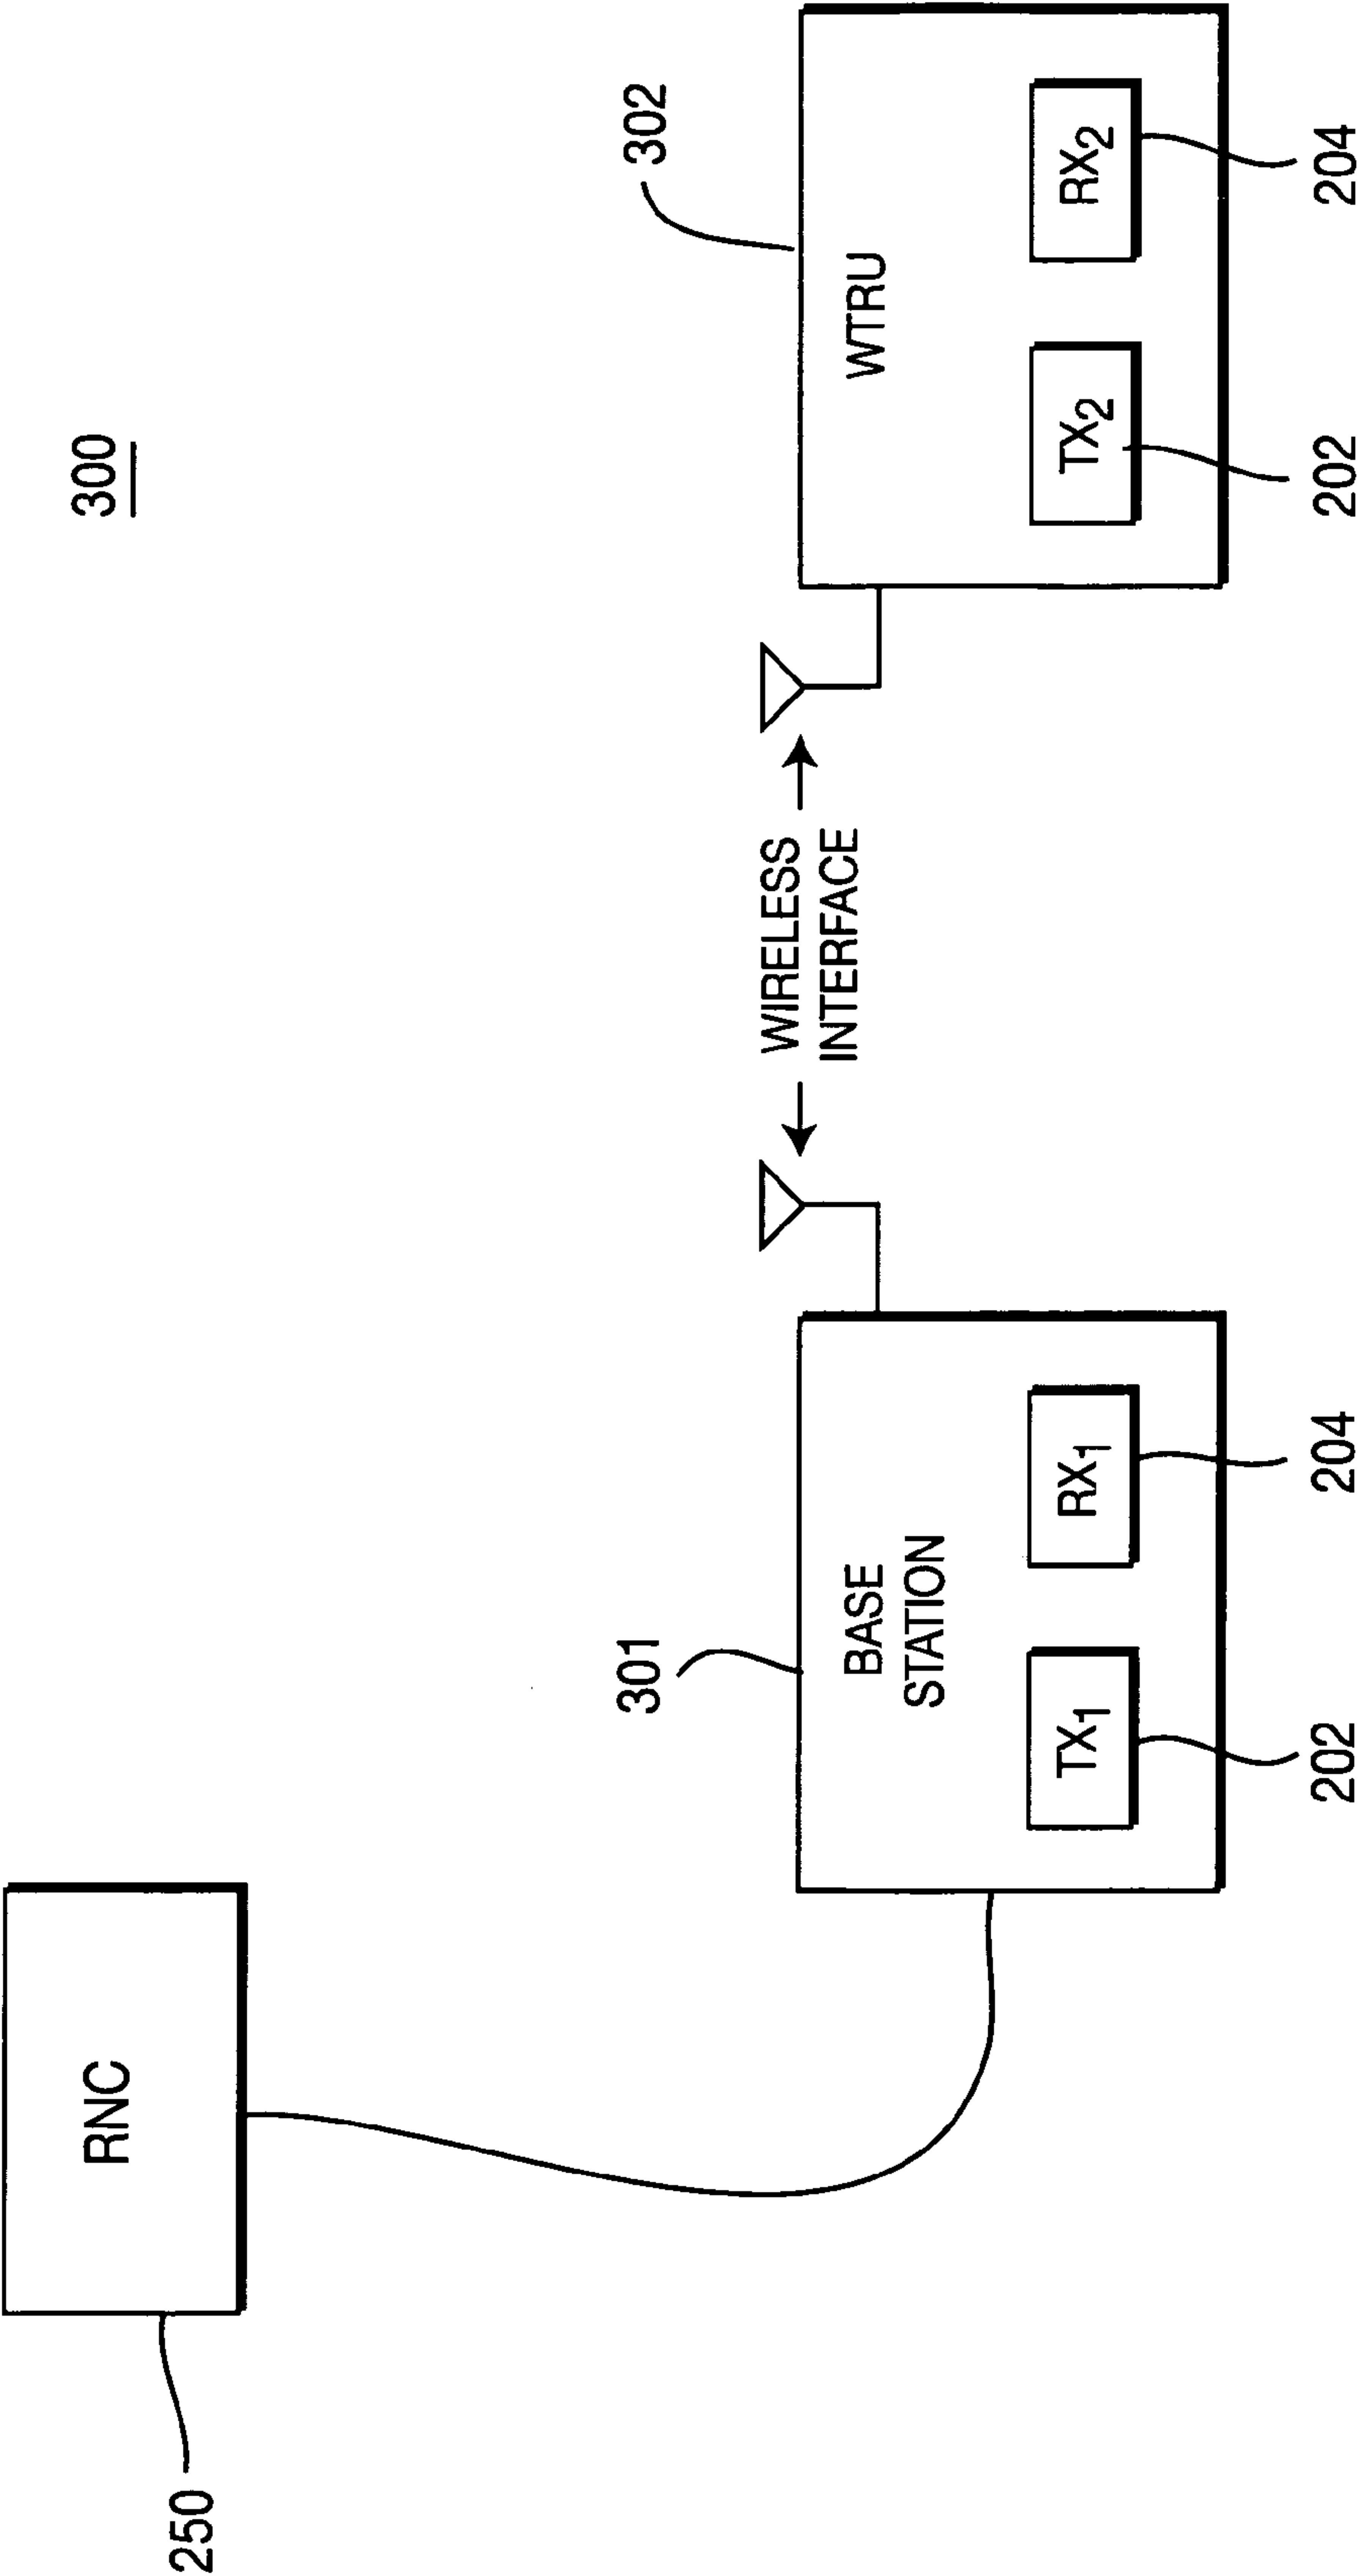 300
RNC
250
301
302
BASE
STATION
WIRELESS
INTERFACE
WTRU
TX1
RX1
TX2
RX2
202
204
202
204